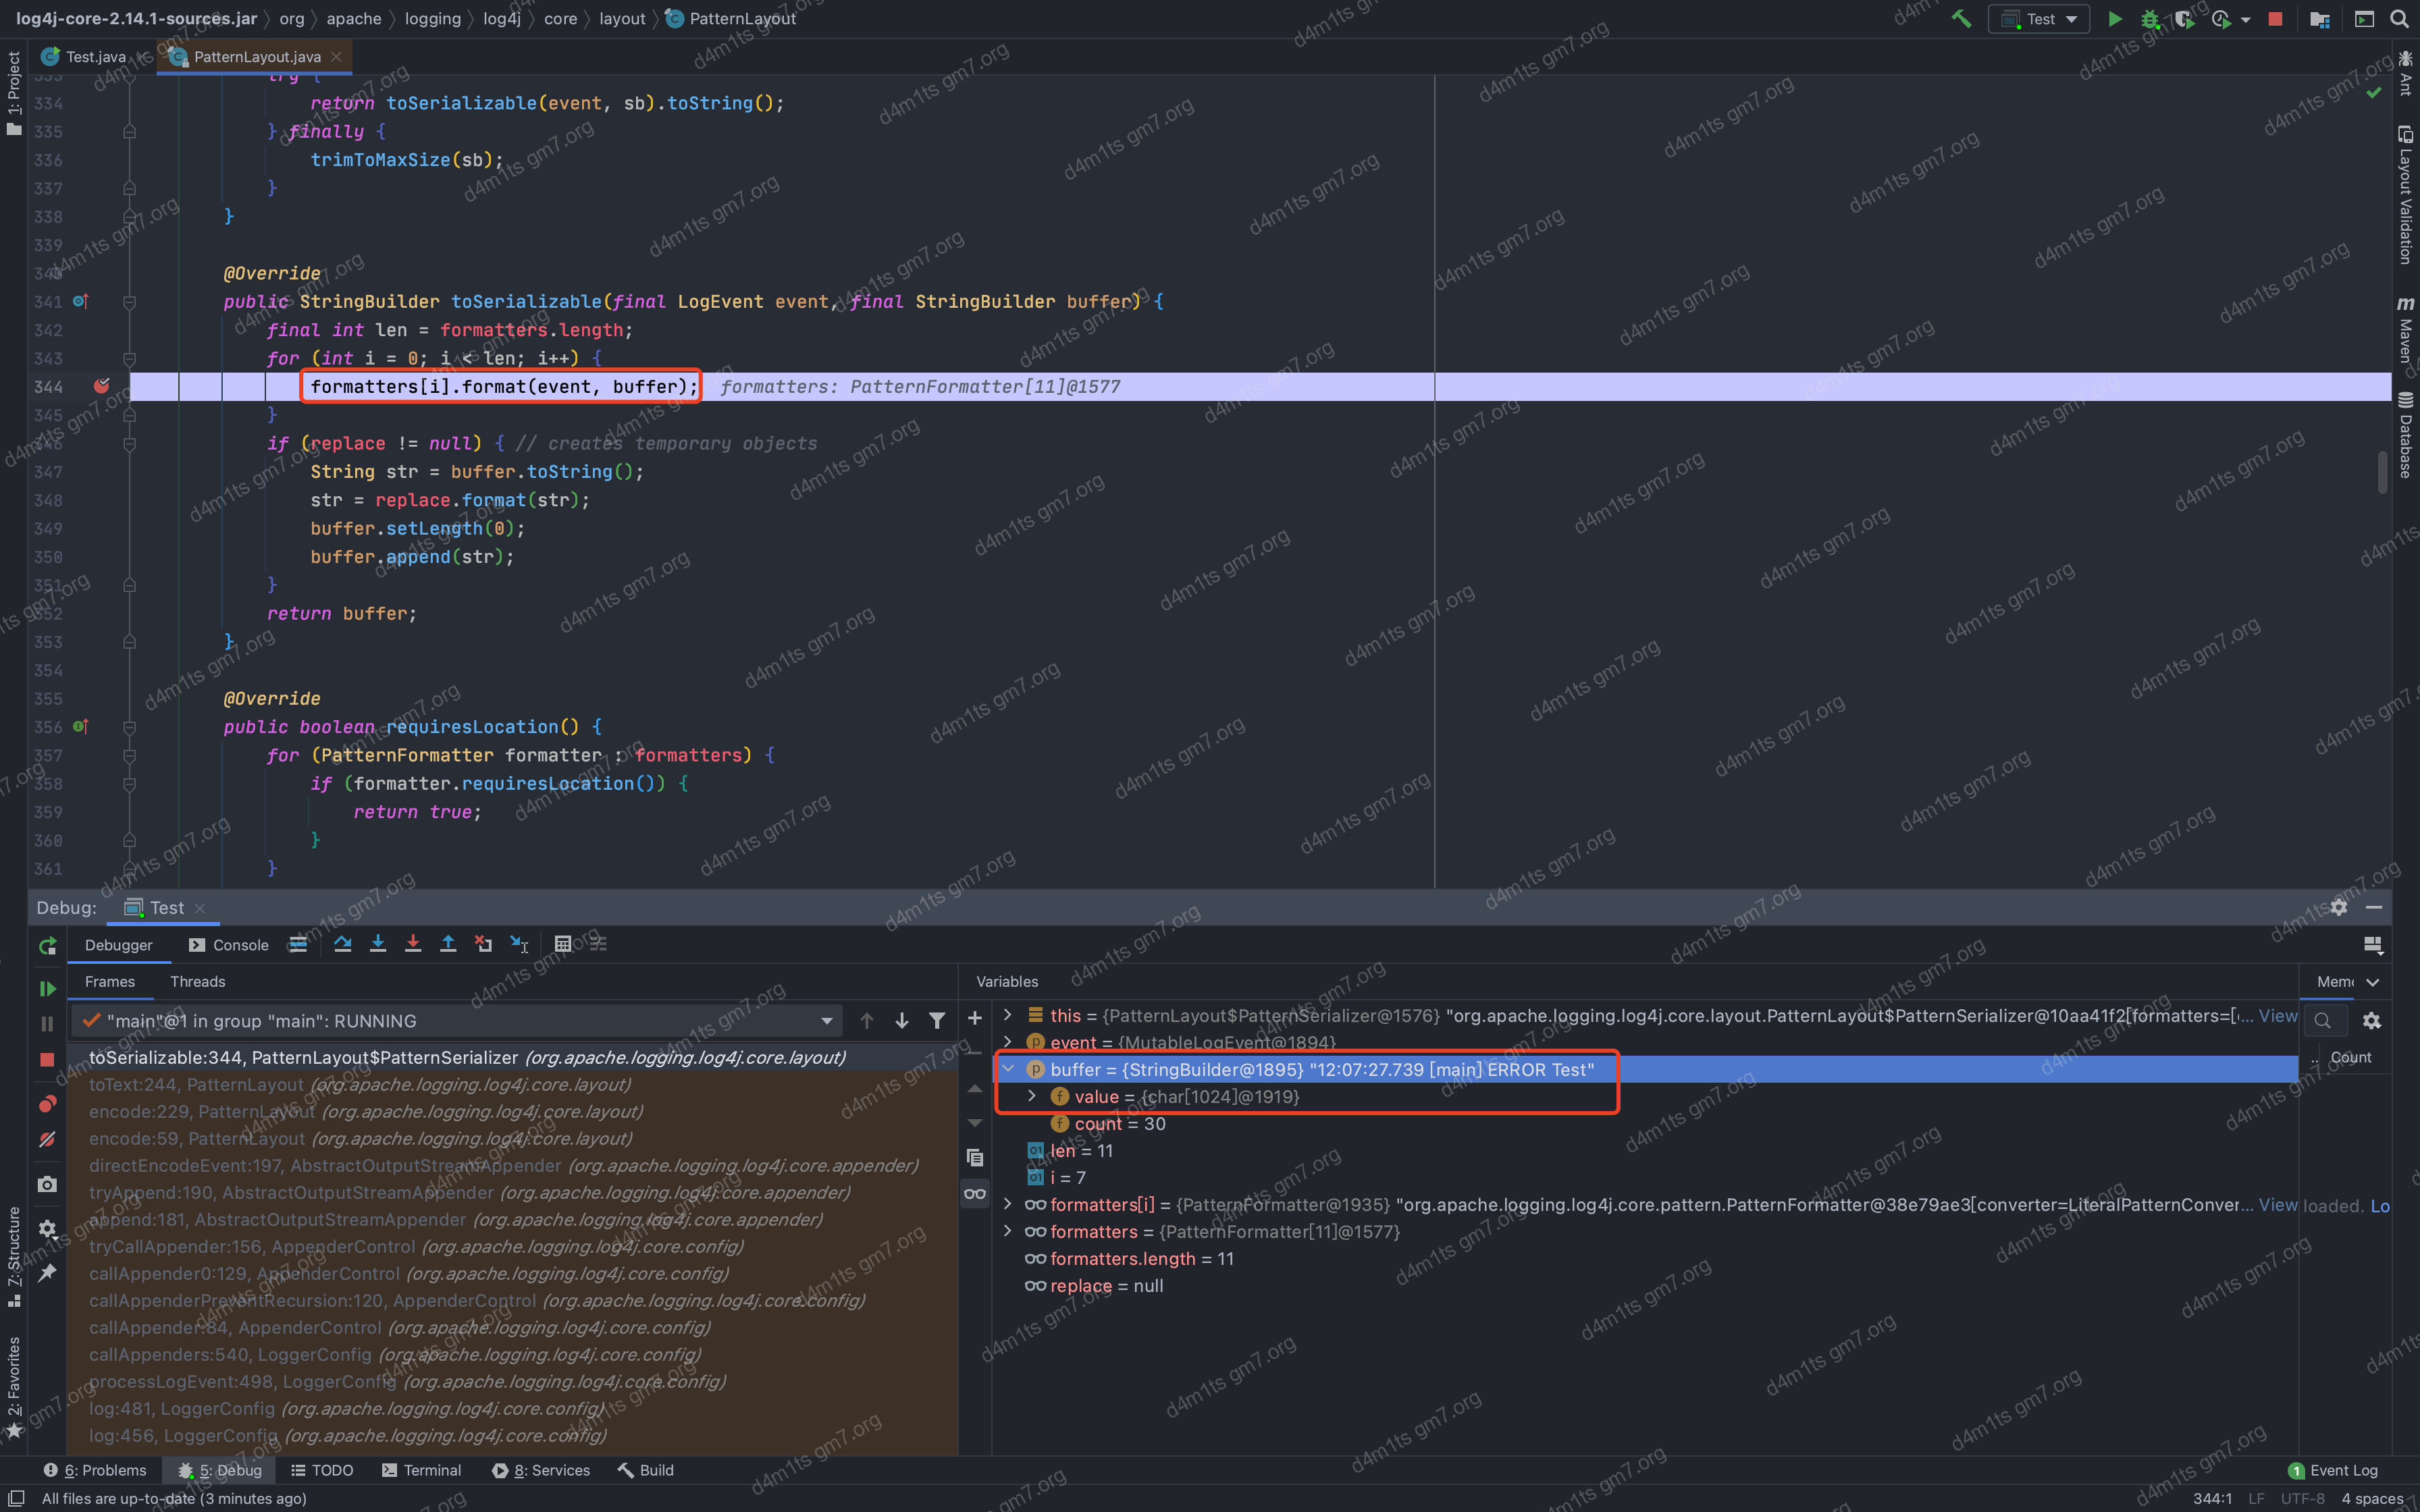 log4j-core-2.14.1-sources.jar org apache logging log4j core layout PatternLayout
Test
Test.java
PatternLayout.java
333 try {
334 return toSerializable(event, sb).toString();
335 } finally {
336 trimToMaxSize(sb);
337 }
338 }
339
340 @Override
341 public StringBuilder toSerializable(final LogEvent event, final StringBuilder buffer) {
342 final int len = formatters.length;
343 for (int i = 0; i < len; i++) {
344 formatters[i].format(event, buffer); formatters: PatternFormatter[11]@1577
345 }
346 if (replace != null) { // creates temporary objects
347 String str = buffer.toString();
348 str = replace.format(str);
349 buffer.setLength(0);
350 buffer.append(str);
351 }
352 return buffer;
353 }
354
355 @Override
356 public boolean requiresLocation() {
357 for (PatternFormatter formatter : formatters) {
358 if (formatter.requiresLocation()) {
359 return true;
360 }
361 }
1: Project
7: Structure
2: Favorites
Ant
Layout Validation
Maven
Database
Debug: Test
Debugger Console
Frames Threads
"main"@1 in group "main": RUNNING
toSerializable:344, PatternLayout$PatternSerializer (org.apache.logging.log4j.core.layout)
toText:244, PatternLayout (org.apache.logging.log4j.core.layout)
encode:229, PatternLayout (org.apache.logging.log4j.core.layout)
encode:59, PatternLayout (org.apache.logging.log4j.core.layout)
directEncodeEvent:197, AbstractOutputStreamAppender (org.apache.logging.log4j.core.appender)
tryAppend:190, AbstractOutputStreamAppender (org.apache.logging.log4j.core.appender)
append:181, AbstractOutputStreamAppender (org.apache.logging.log4j.core.appender)
tryCallAppender:156, AppenderControl (org.apache.logging.log4j.core.config)
callAppender0:129, AppenderControl (org.apache.logging.log4j.core.config)
callAppenderPreventRecursion:120, AppenderControl (org.apache.logging.log4j.core.config)
callAppender:84, AppenderControl (org.apache.logging.log4j.core.config)
callAppenders:540, LoggerConfig (org.apache.logging.log4j.core.config)
processLogEvent:498, LoggerConfig (org.apache.logging.log4j.core.config)
log:481, LoggerConfig (org.apache.logging.log4j.core.config)
log:456, LoggerConfig (org.apache.logging.log4j.core.config)
Variables
this = {PatternLayout$PatternSerializer@1576} "org.apache.logging.log4j.core.layout.PatternLayout$PatternSerializer@10aa41f2[formatters=[... View
event = {MutableLogEvent@1894}
buffer = {StringBuilder@1895} "12:07:27.739 [main] ERROR Test"
value = {char[1024]@1919}
count = 30
len = 11
i = 7
formatters[i] = {PatternFormatter@1935} "org.apache.logging.log4j.core.pattern.PatternFormatter@38e79ae3[converter=LiteralPatternConver... View
formatters = {PatternFormatter[11]@1577}
formatters.length = 11
replace = null
Mem
.. Count
loaded. Lo
6: Problems 5: Debug TODO Terminal 8: Services Build
1 Event Log
All files are up-to-date (3 minutes ago)
344:1 LF UTF-8 4 spaces
d4m1ts gm7.org